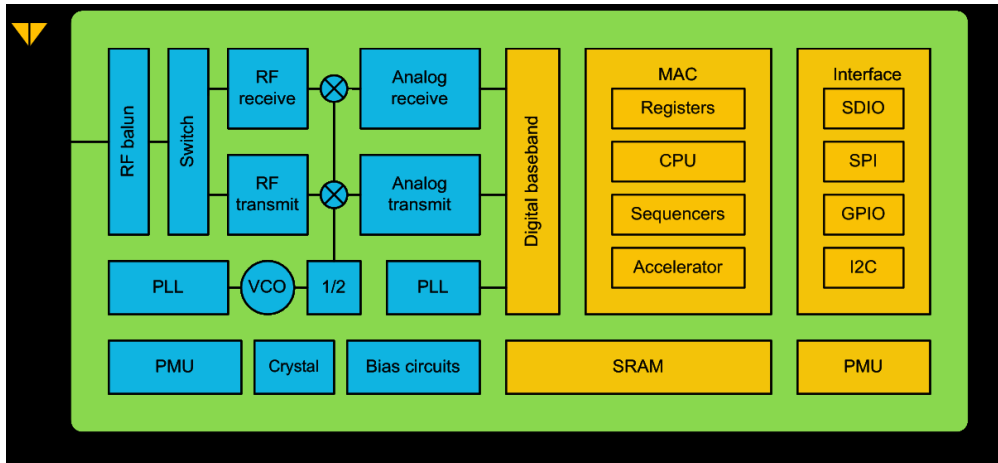 RF balun
Switch
RF
receive
Analog
receive
RF
transmit
Analog
transmit
PLL
VCO
1/2
PLL
Digital baseband
MAC
Registers
CPU
Sequencers
Accelerator
Interface
SDIO
SPI
GPIO
I2C
PMU
Crystal
Bias circuits
SRAM
PMU